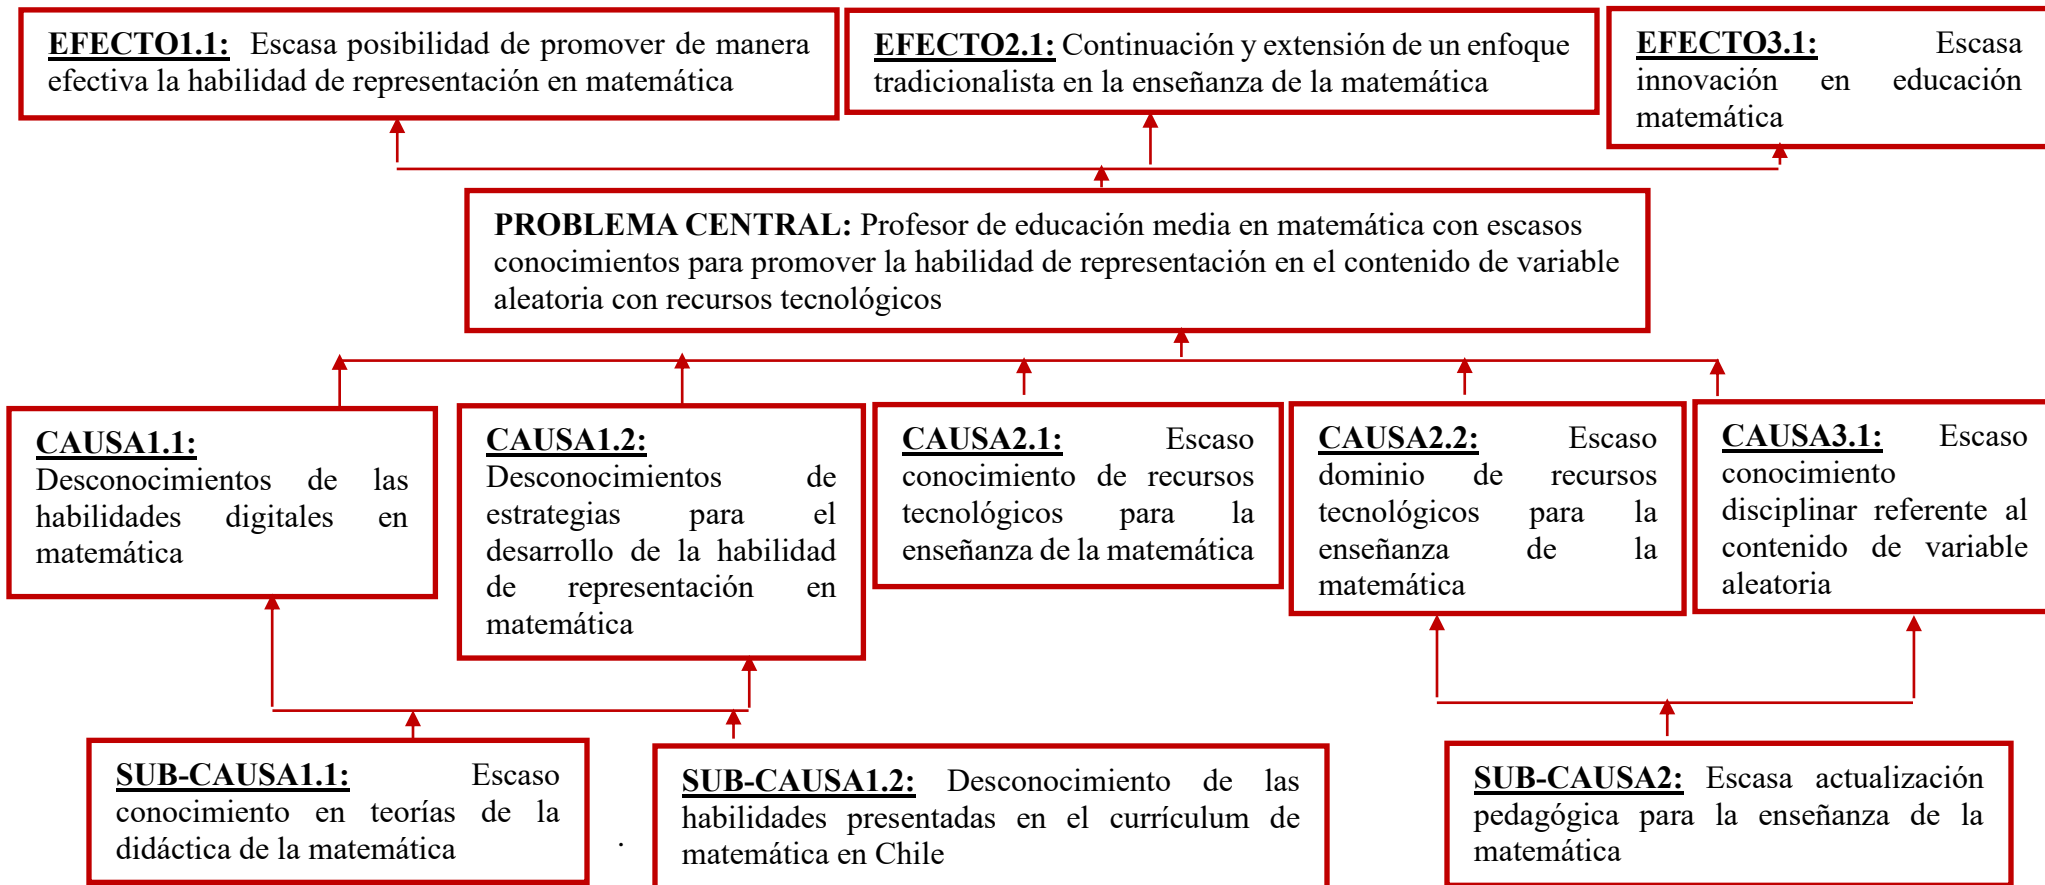 EFECTO1.1: Escasa posibilidad de promover de manera
efectiva la habilidad de representación en matemática
EFECTO2.1: Continuación y extensión de un enfoque
tradicionalista en la enseñanza de la matemática
EFECTO3.1: Escasa
innovación en educación
matemática
PROBLEMA CENTRAL: Profesor de educación media en matemática con escasos
conocimientos para promover la habilidad de representación en el contenido de variable
aleatoria con recursos tecnológicos
CAUSA1.1:
Desconocimientos de las
habilidades digitales en
matemática
CAUSA1.2:
Desconocimientos de
estrategias para el
desarrollo de la habilidad
de representación en
matemática
CAUSA2.1: Escaso
conocimiento de recursos
tecnológicos para la
enseñanza de la matemática
CAUSA2.2: Escaso
dominio de recursos
tecnológicos para la
enseñanza de la
matemática
CAUSA3.1: Escaso
conocimiento
disciplinar referente al
contenido de variable
aleatoria
SUB-CAUSA1.1: Escaso
conocimiento en teorías de la
didáctica de la matemática
.
SUB-CAUSA1.2: Desconocimiento de las
habilidades presentadas en el currículum de
matemática en Chile
SUB-CAUSA2: Escasa actualización
pedagógica para la enseñanza de la
matemática